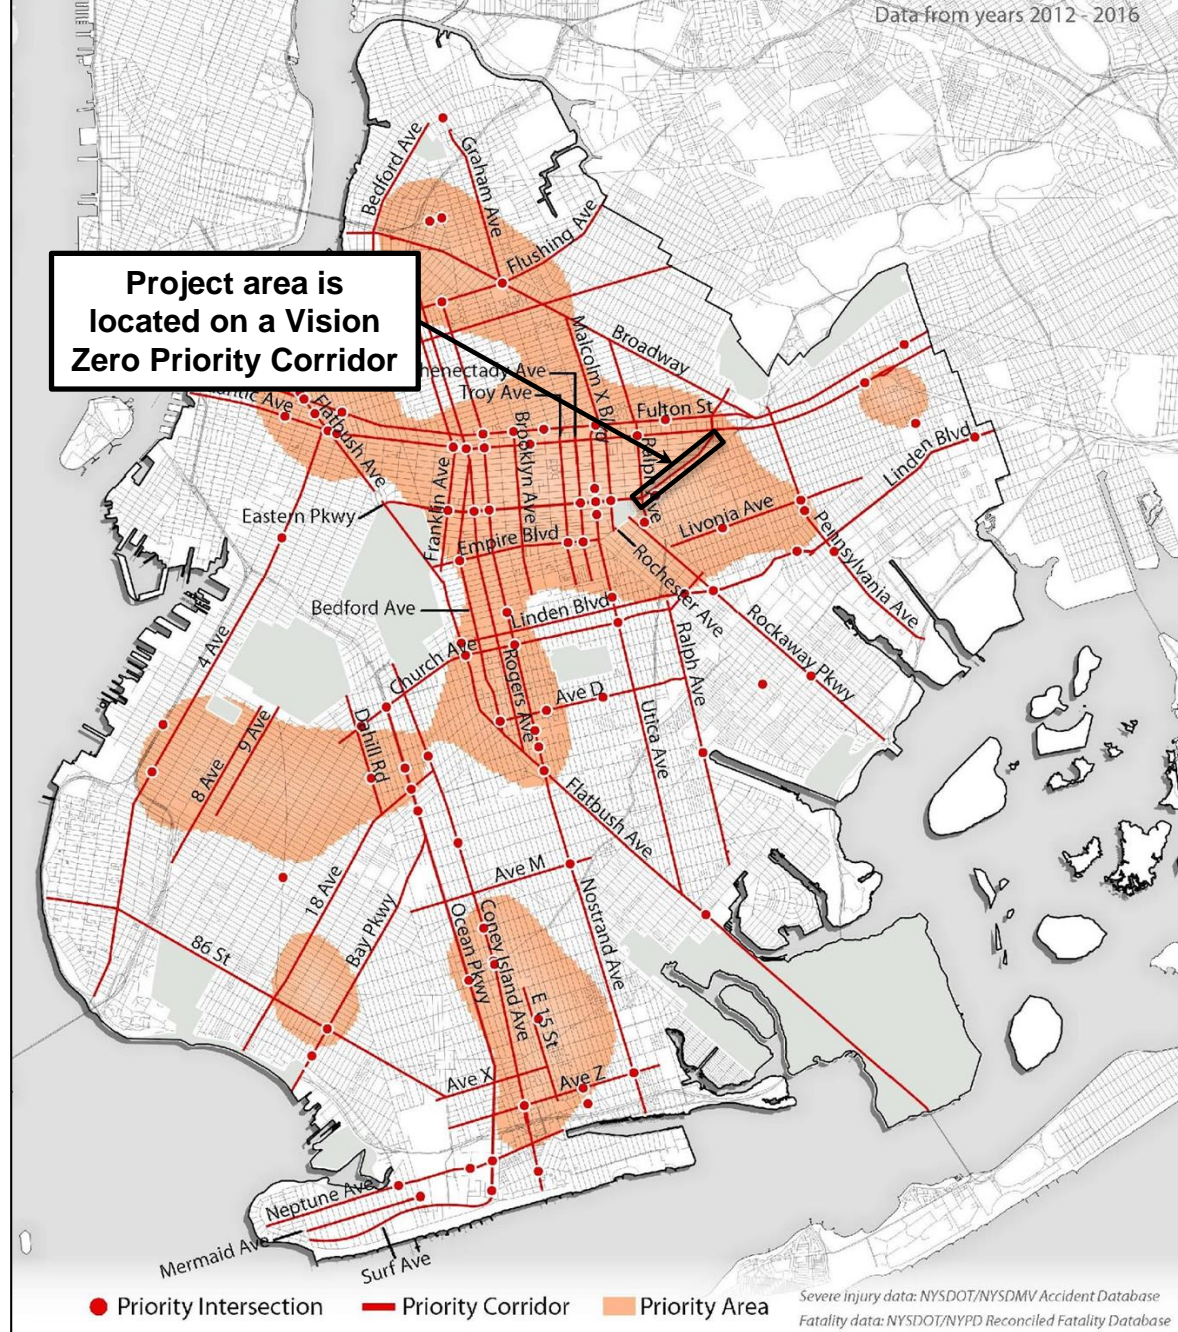 Data from years 2012 - 2016
Bedford Ave
Graham Ave
Flushing Ave
Project area is
located on a Vision
Zero Priority Corridor
Malcolm X Blvd
Broadway
henectady Ave
Troy Ave
Fulton St
antic Ave
Flatbush Ave
Brooklyn Ave
Ralph Ave
Linden Blvd
Franklin Ave
Eastern Pkwy
Livonia Ave
Empire Blvd
Pennsylvania Ave
Rochester Ave
Bedford Ave
Linden Blvd
Rockaway Pkwy
4 Ave
Church Ave
Rogers Ave
Ralph Ave
Ave D
Utica Ave
9 Ave
Dahill Rd
8 Ave
Flatbush Ave
Ave M
18 Ave
Nostrand Ave
Bay Pkwy
Ocean Pkwy
Coney Island Ave
86 St
E 15 St
Ave X
Ave Z
Neptune Ave
Mermaid Ave
Surf Ave
Priority Intersection
Priority Corridor
Priority Area
Severe injury data: NYSDOT/NYSDMV Accident Database
Fatality data: NYSDOT/NYPD Reconciled Fatality Database